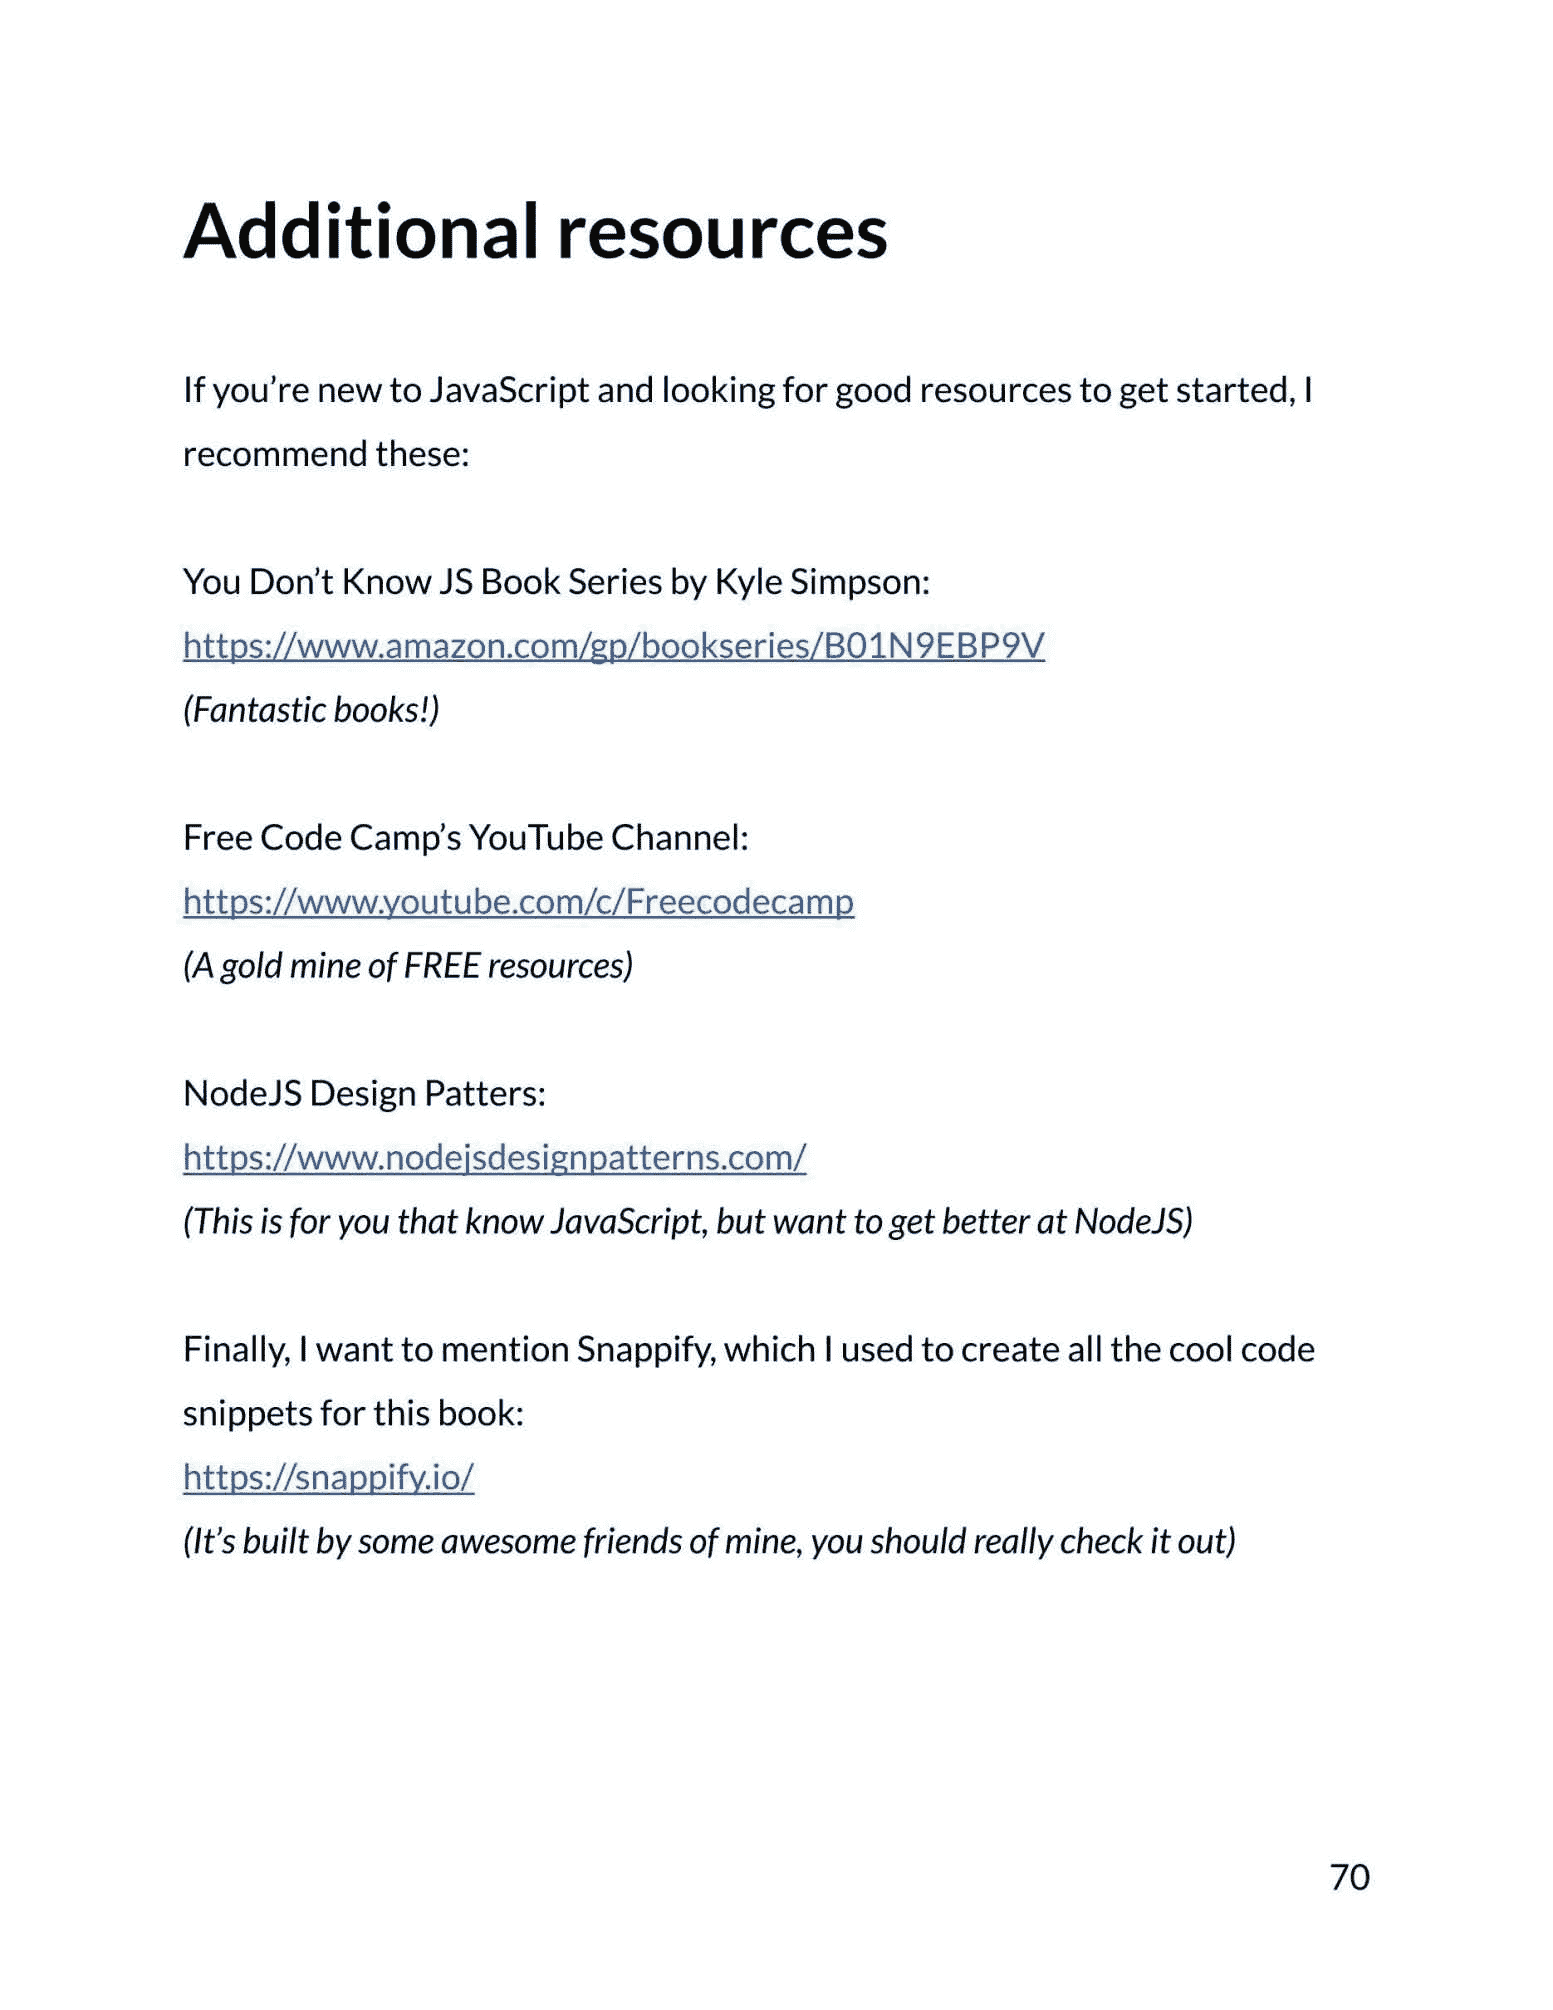 Additional resources
If you’re new to JavaScript and looking for good resources to get started, I
recommend these:
You Don’t Know JS Book Series by Kyle Simpson:
https://www.amazon.com/gp/bookseries/B01N9EBP9V
(Fantastic books!)
Free Code Camp’s YouTube Channel:
https://www.youtube.com/c/Freecodecamp
(A gold mine of FREE resources)
NodeJS Design Patters:
https://www.nodejsdesignpatterns.com/
(This is for you that know JavaScript, but want to get better at NodeJS)
Finally, I want to mention Snappify, which I used to create all the cool code
snippets for this book:
https://snappify.io/
(It’s built by some awesome friends of mine, you should really check it out)
70